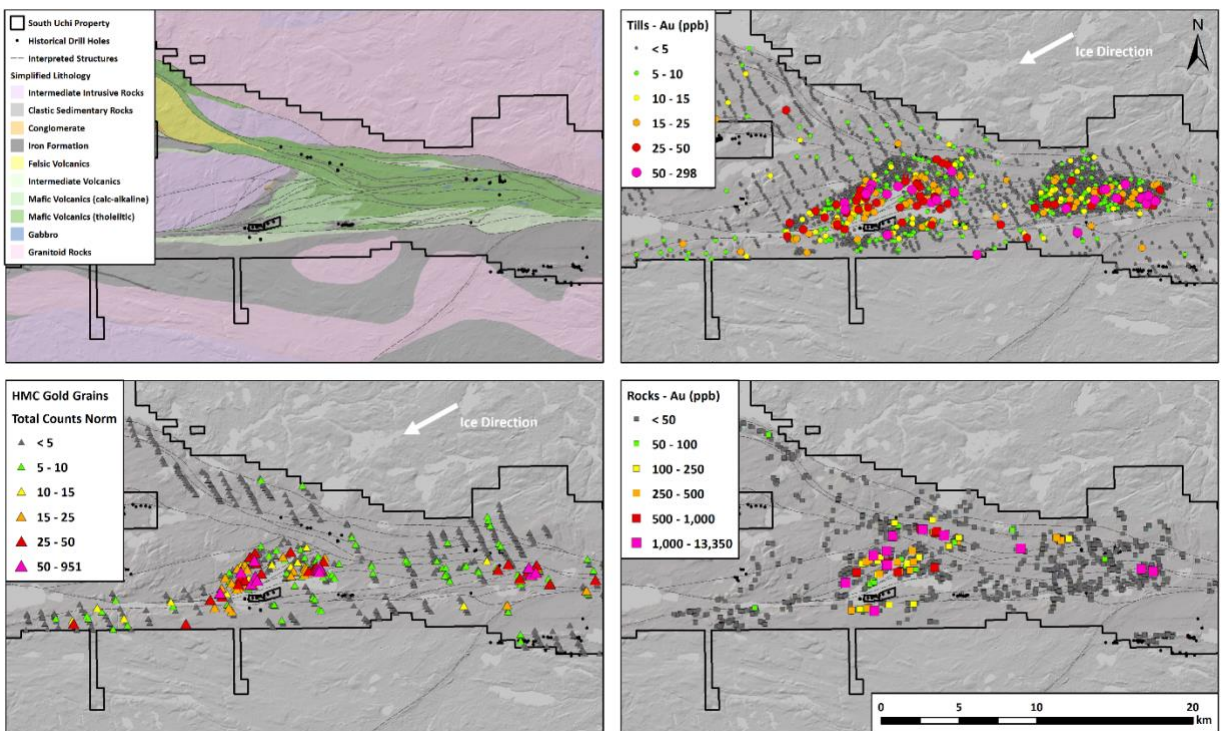 South Uchi Property
Historical Drill Holes
Interpreted Structures
Simplified Lithology
Intermediate Intrusive Rocks
Clastic Sedimentary Rocks
Conglomerate
Iron Formation
Felsic Volcanics
Intermediate Volcanics
Mafic Volcanics (calc-alkaline)
Mafic Volcanics (tholeiitic)
Gabbro
Granitoid Rocks
Tills - Au (ppb)
< 5
5 - 10
10 - 15
15 - 25
25 - 50
50 - 298
Ice Direction
N
HMC Gold Grains
Total Counts Norm
< 5
5 - 10
10 - 15
15 - 25
25 - 50
50 - 951
Ice Direction
Rocks - Au (ppb)
< 50
50 - 100
100 - 250
250 - 500
500 - 1,000
1,000 - 13,350
0 5 10 20
km